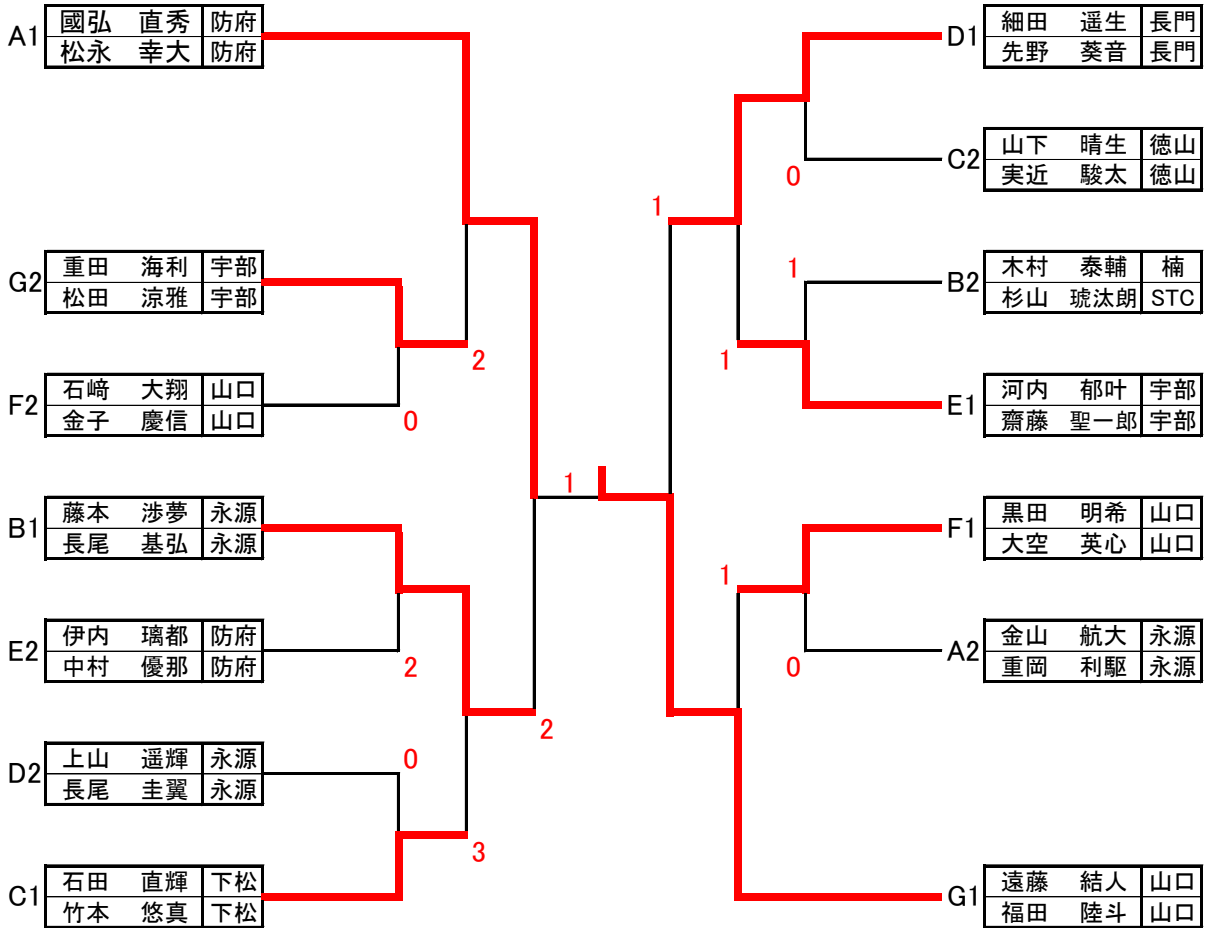 A1
國弘 直秀 防府
松永 幸大 防府
G2
重田 海利 宇部
松田 涼雅 宇部
2
F2
石﨑 大翔 山口
金子 慶信 山口
0
B1
藤本 渉夢 永源
長尾 基弘 永源
E2
伊内 璃都 防府
中村 優那 防府
2
D2
上山 遥輝 永源
長尾 圭翼 永源
0
2
C1
石田 直輝 下松
竹本 悠真 下松
3
1
D1
細田 遥生 長門
先野 葵音 長門
C2
山下 晴生 徳山
実近 駿太 徳山
0
1
B2
木村 泰輔 楠
杉山 琥汰朗 STC
1
E1
河内 郁叶 宇部
齋藤 聖一郎 宇部
1
F1
黒田 明希 山口
大空 英心 山口
1
A2
金山 航大 永源
重岡 利駆 永源
0
G1
遠藤 結人 山口
福田 陸斗 山口